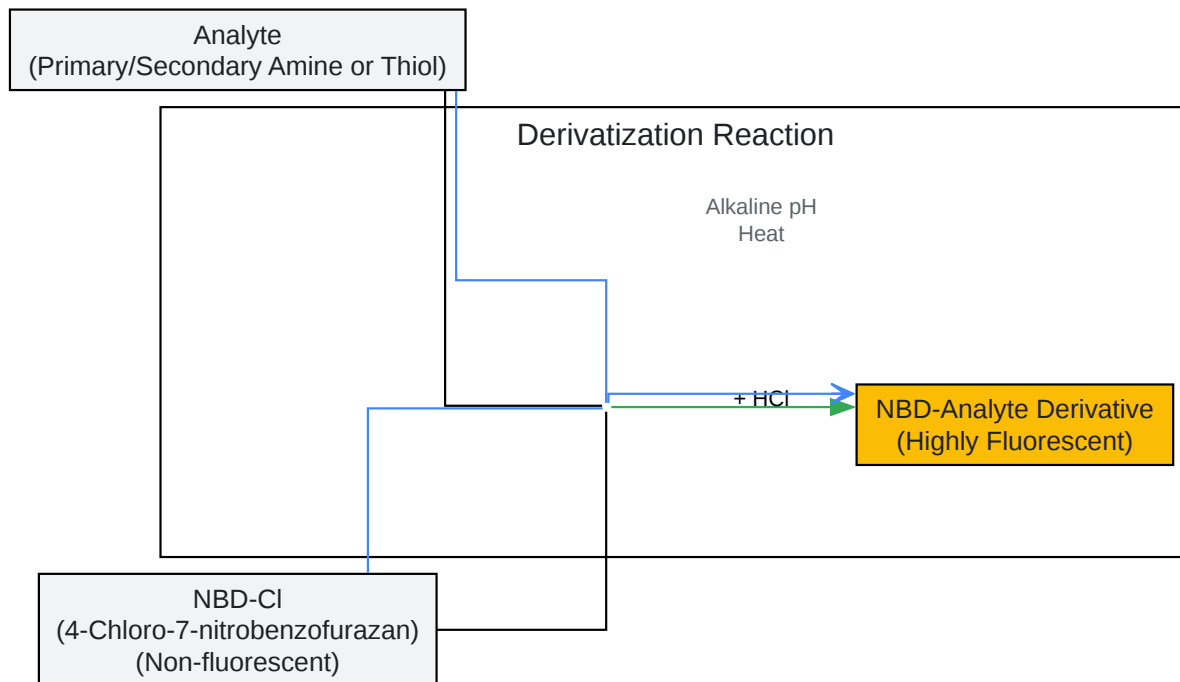 Analyte
(Primary/Secondary Amine or Thiol)
Derivatization Reaction
Alkaline pH
Heat
+ HCl
NBD-Analyte Derivative
(Highly Fluorescent)
NBD-Cl
(4-Chloro-7-nitrobenzofurazan)
(Non-fluorescent)